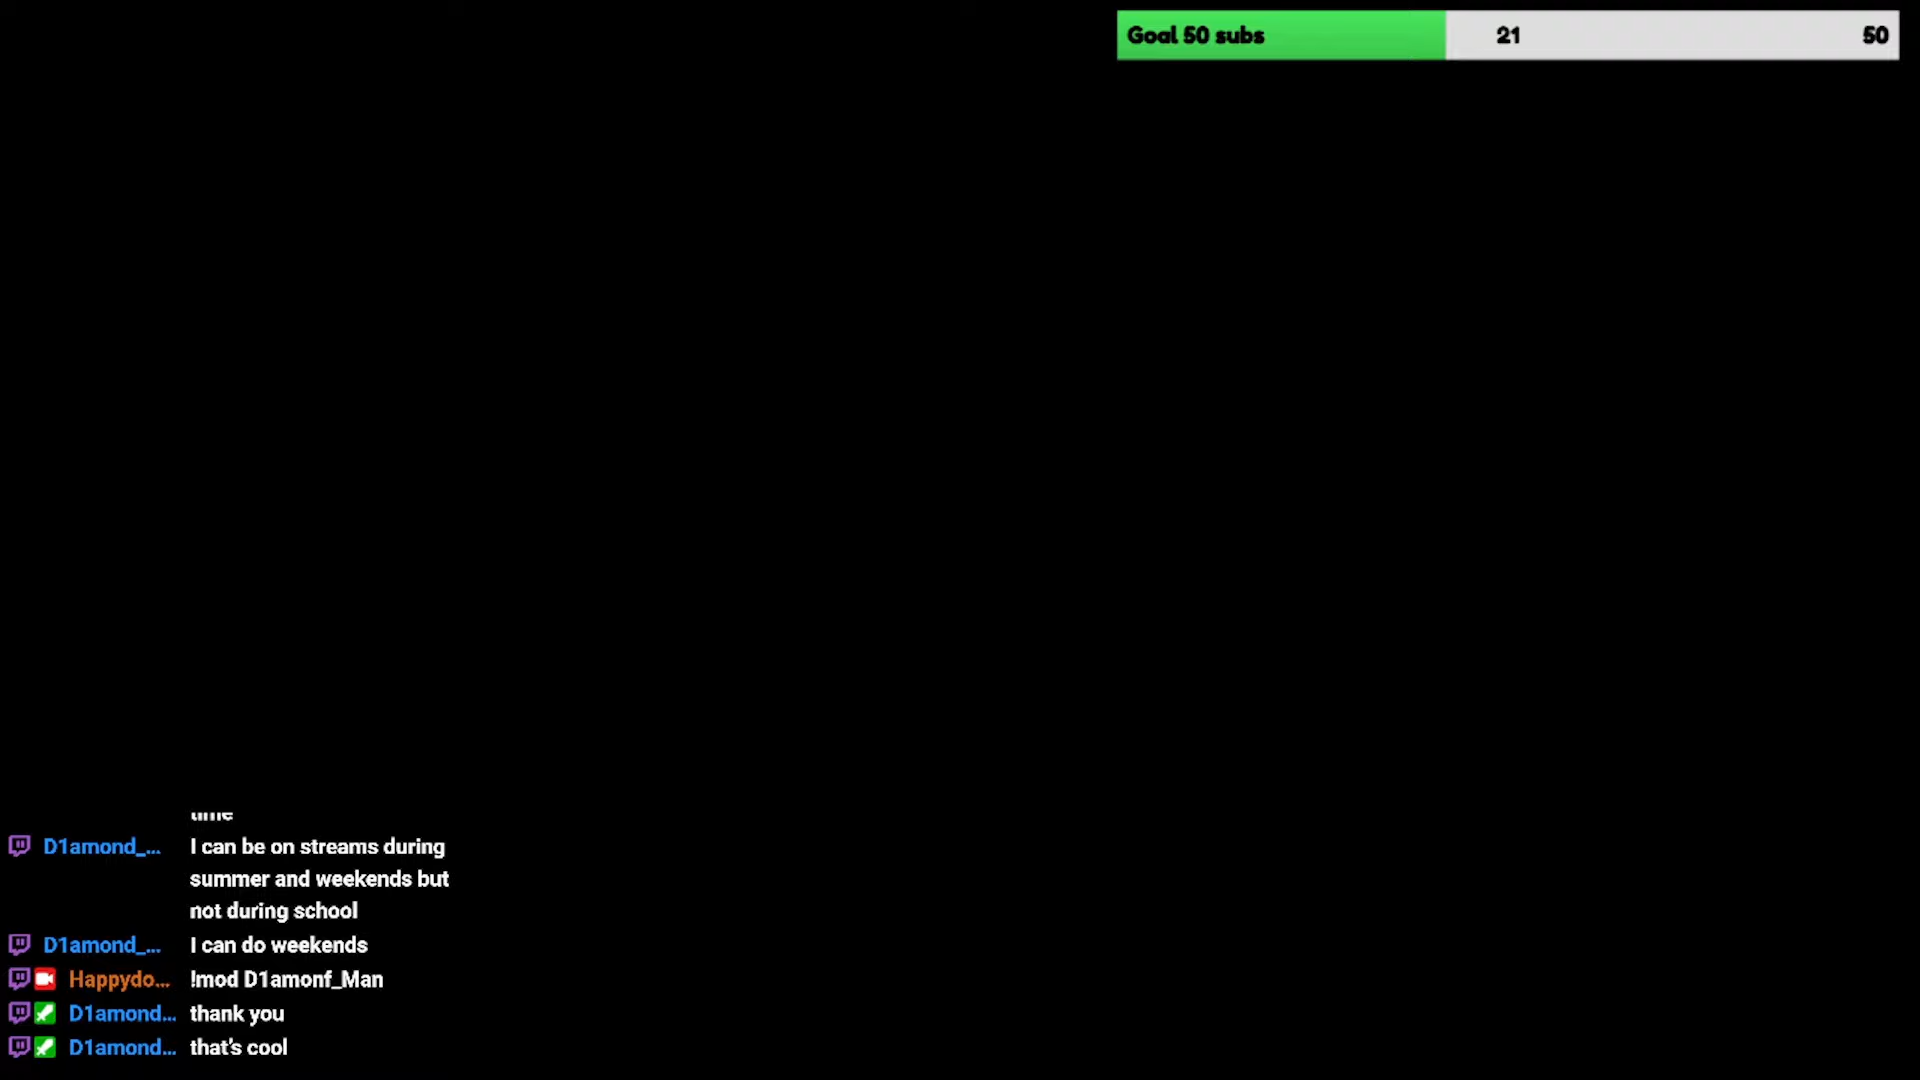 Goal 50 subs 21 50
time
D1amond_... I can be on streams during
summer and weekends but
not during school
D1amond_... I can do weekends
Happydo... !mod D1amonf_Man
D1amond... thank you
D1amond... that's cool